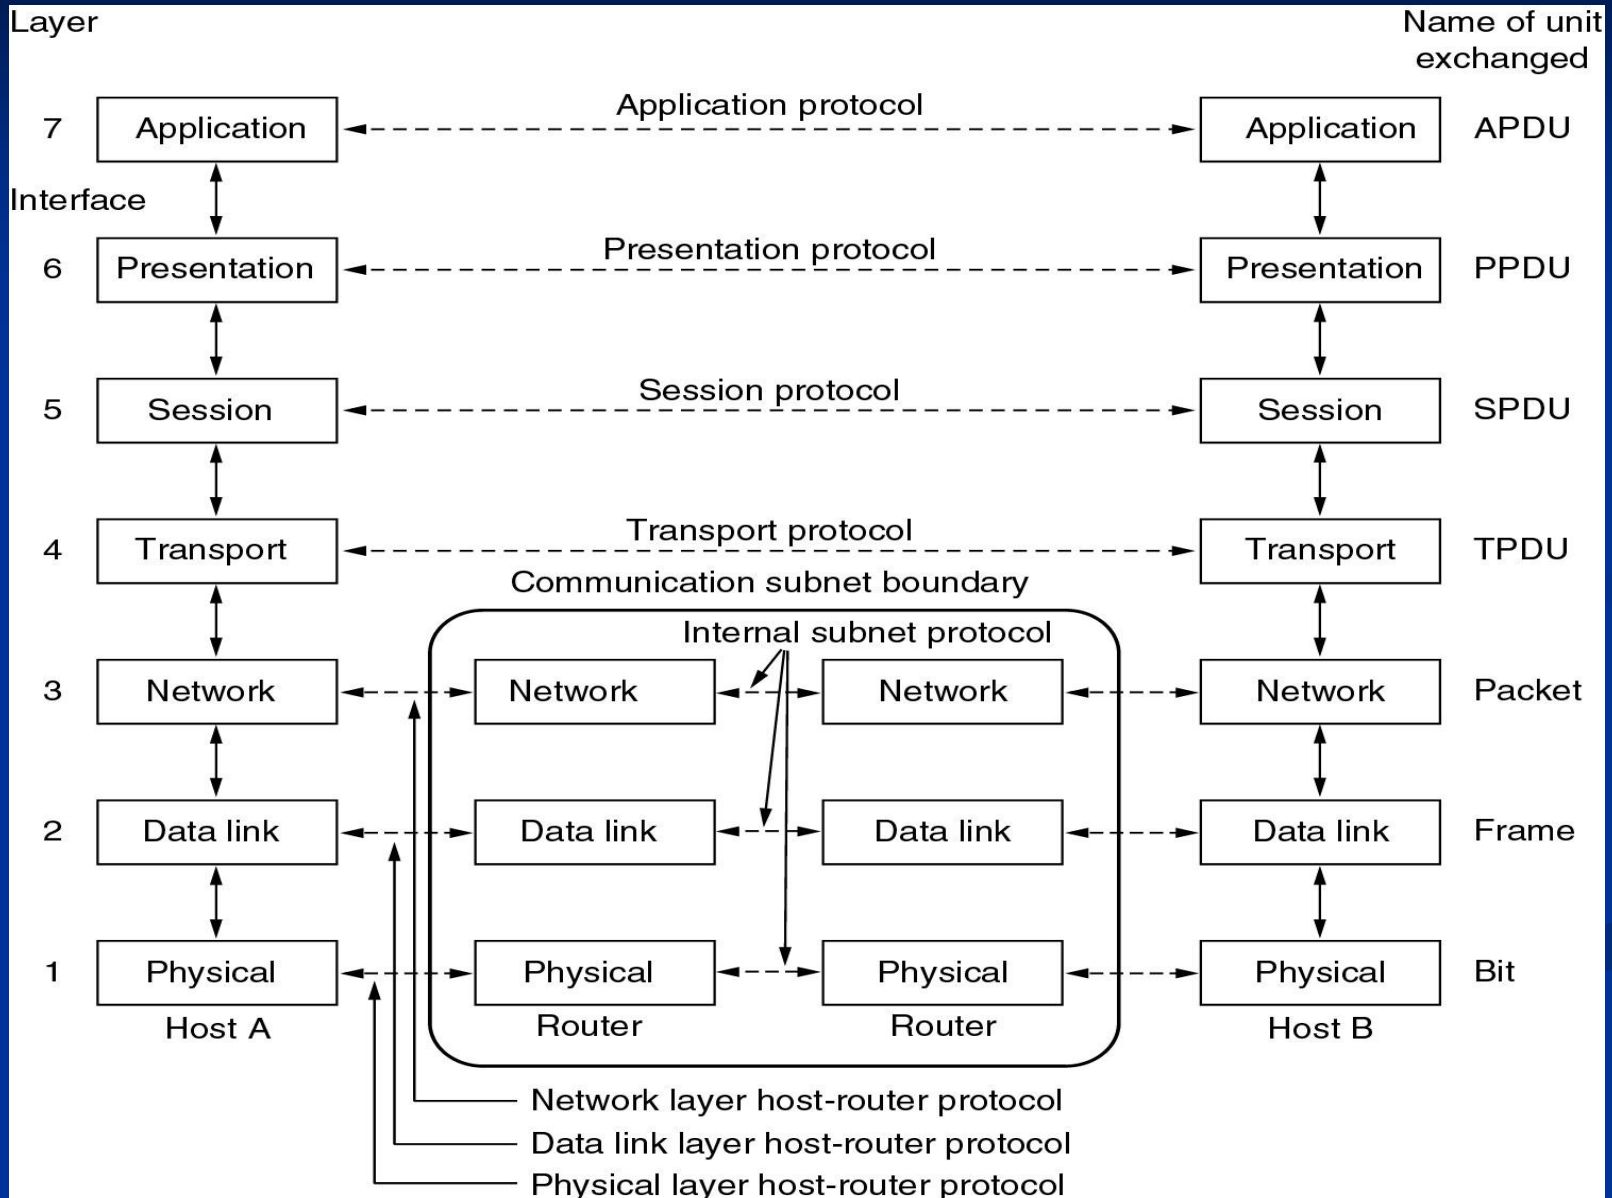 Layer
Name of unit
exchanged
Application protocol
7
Application
Application
APDU
Interface
Presentation protocol
6
Presentation
Presentation
PPDU
Session protocol
5
Session
Session
SPDU
Transport protocol
4
Transport
Transport
TPDU
Communication subnet boundary
Internal subnet protocol
3
Network
Network
Network
Network
Packet
2
Data link
Data link
Data link
Data link
Frame
1
Physical
Physical
Physical
Physical
Bit
Host A
Router
Router
Host B
Network layer host-router protocol
Data link layer host-router protocol
Physical layer host-router protocol